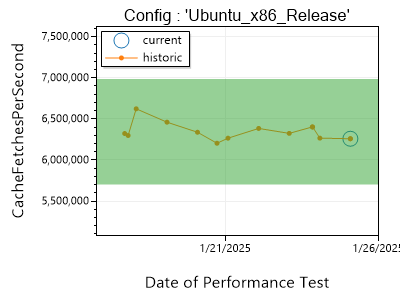 Config : 'Ubuntu_x86_Release'
current
historic
7,500,000
7,000,000
6,500,000
6,000,000
5,500,000
CacheFetchesPerSecond
1/21/2025
1/26/2025
Date of Performance Test